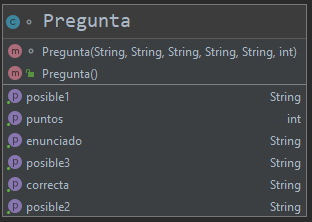 Pregunta
Pregunta(String, String, String, String, String, int)
Pregunta()
posible1 String
puntos int
enunciado String
posible3 String
correcta String
posible2 String